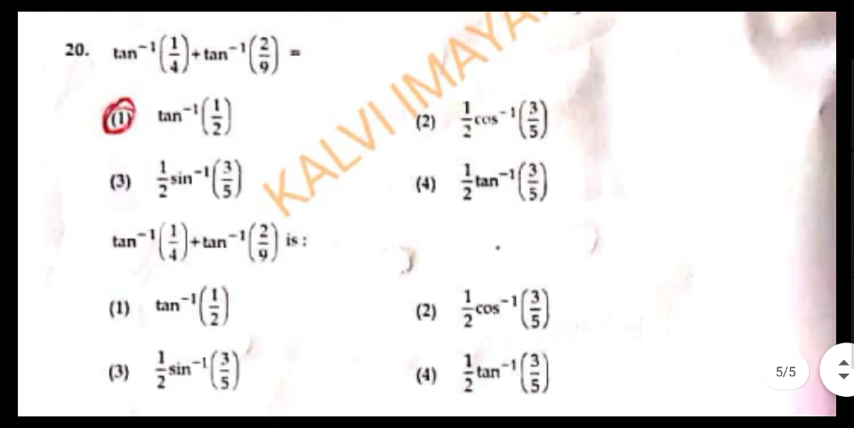 20. tan⁻¹(1/4)+tan⁻¹(2/9) =
(1) tan⁻¹(1/2) (2) 1/2 cos⁻¹(3/5)
(3) 1/2 sin⁻¹(3/5) (4) 1/2 tan⁻¹(3/5)
tan⁻¹(1/4)+tan⁻¹(2/9) is :
(1) tan⁻¹(1/2) (2) 1/2 cos⁻¹(3/5)
(3) 1/2 sin⁻¹(3/5) (4) 1/2 tan⁻¹(3/5)
KALVI IMAYA
5/5